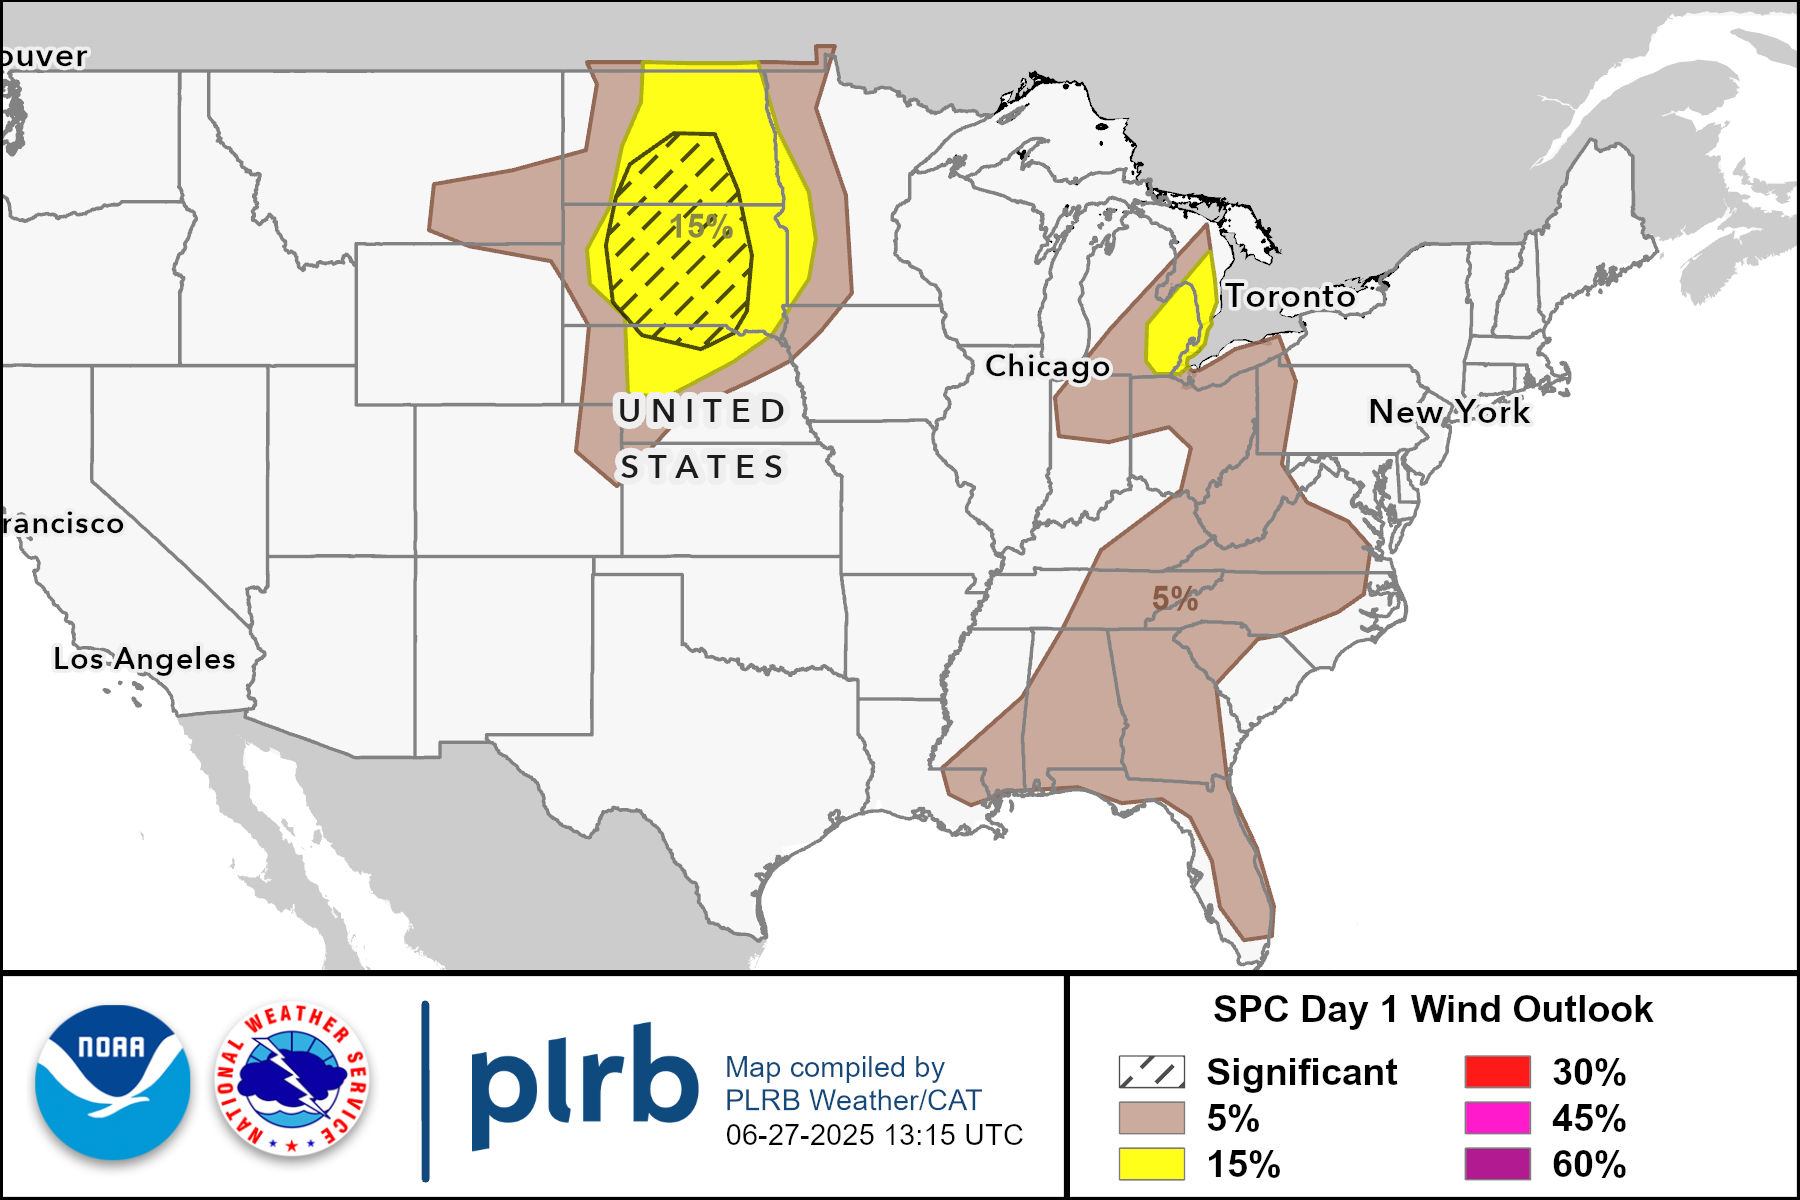 ouver
15%
Toronto
Chicago
UNITED
STATES
New York
rancisco
5%
Los Angeles
NOAA
NATIONAL WEATHER SERVICE
plrb
Map compiled by
PLRB Weather/CAT
06-27-2025 13:15 UTC
SPC Day 1 Wind Outlook
Significant
30%
5%
45%
15%
60%